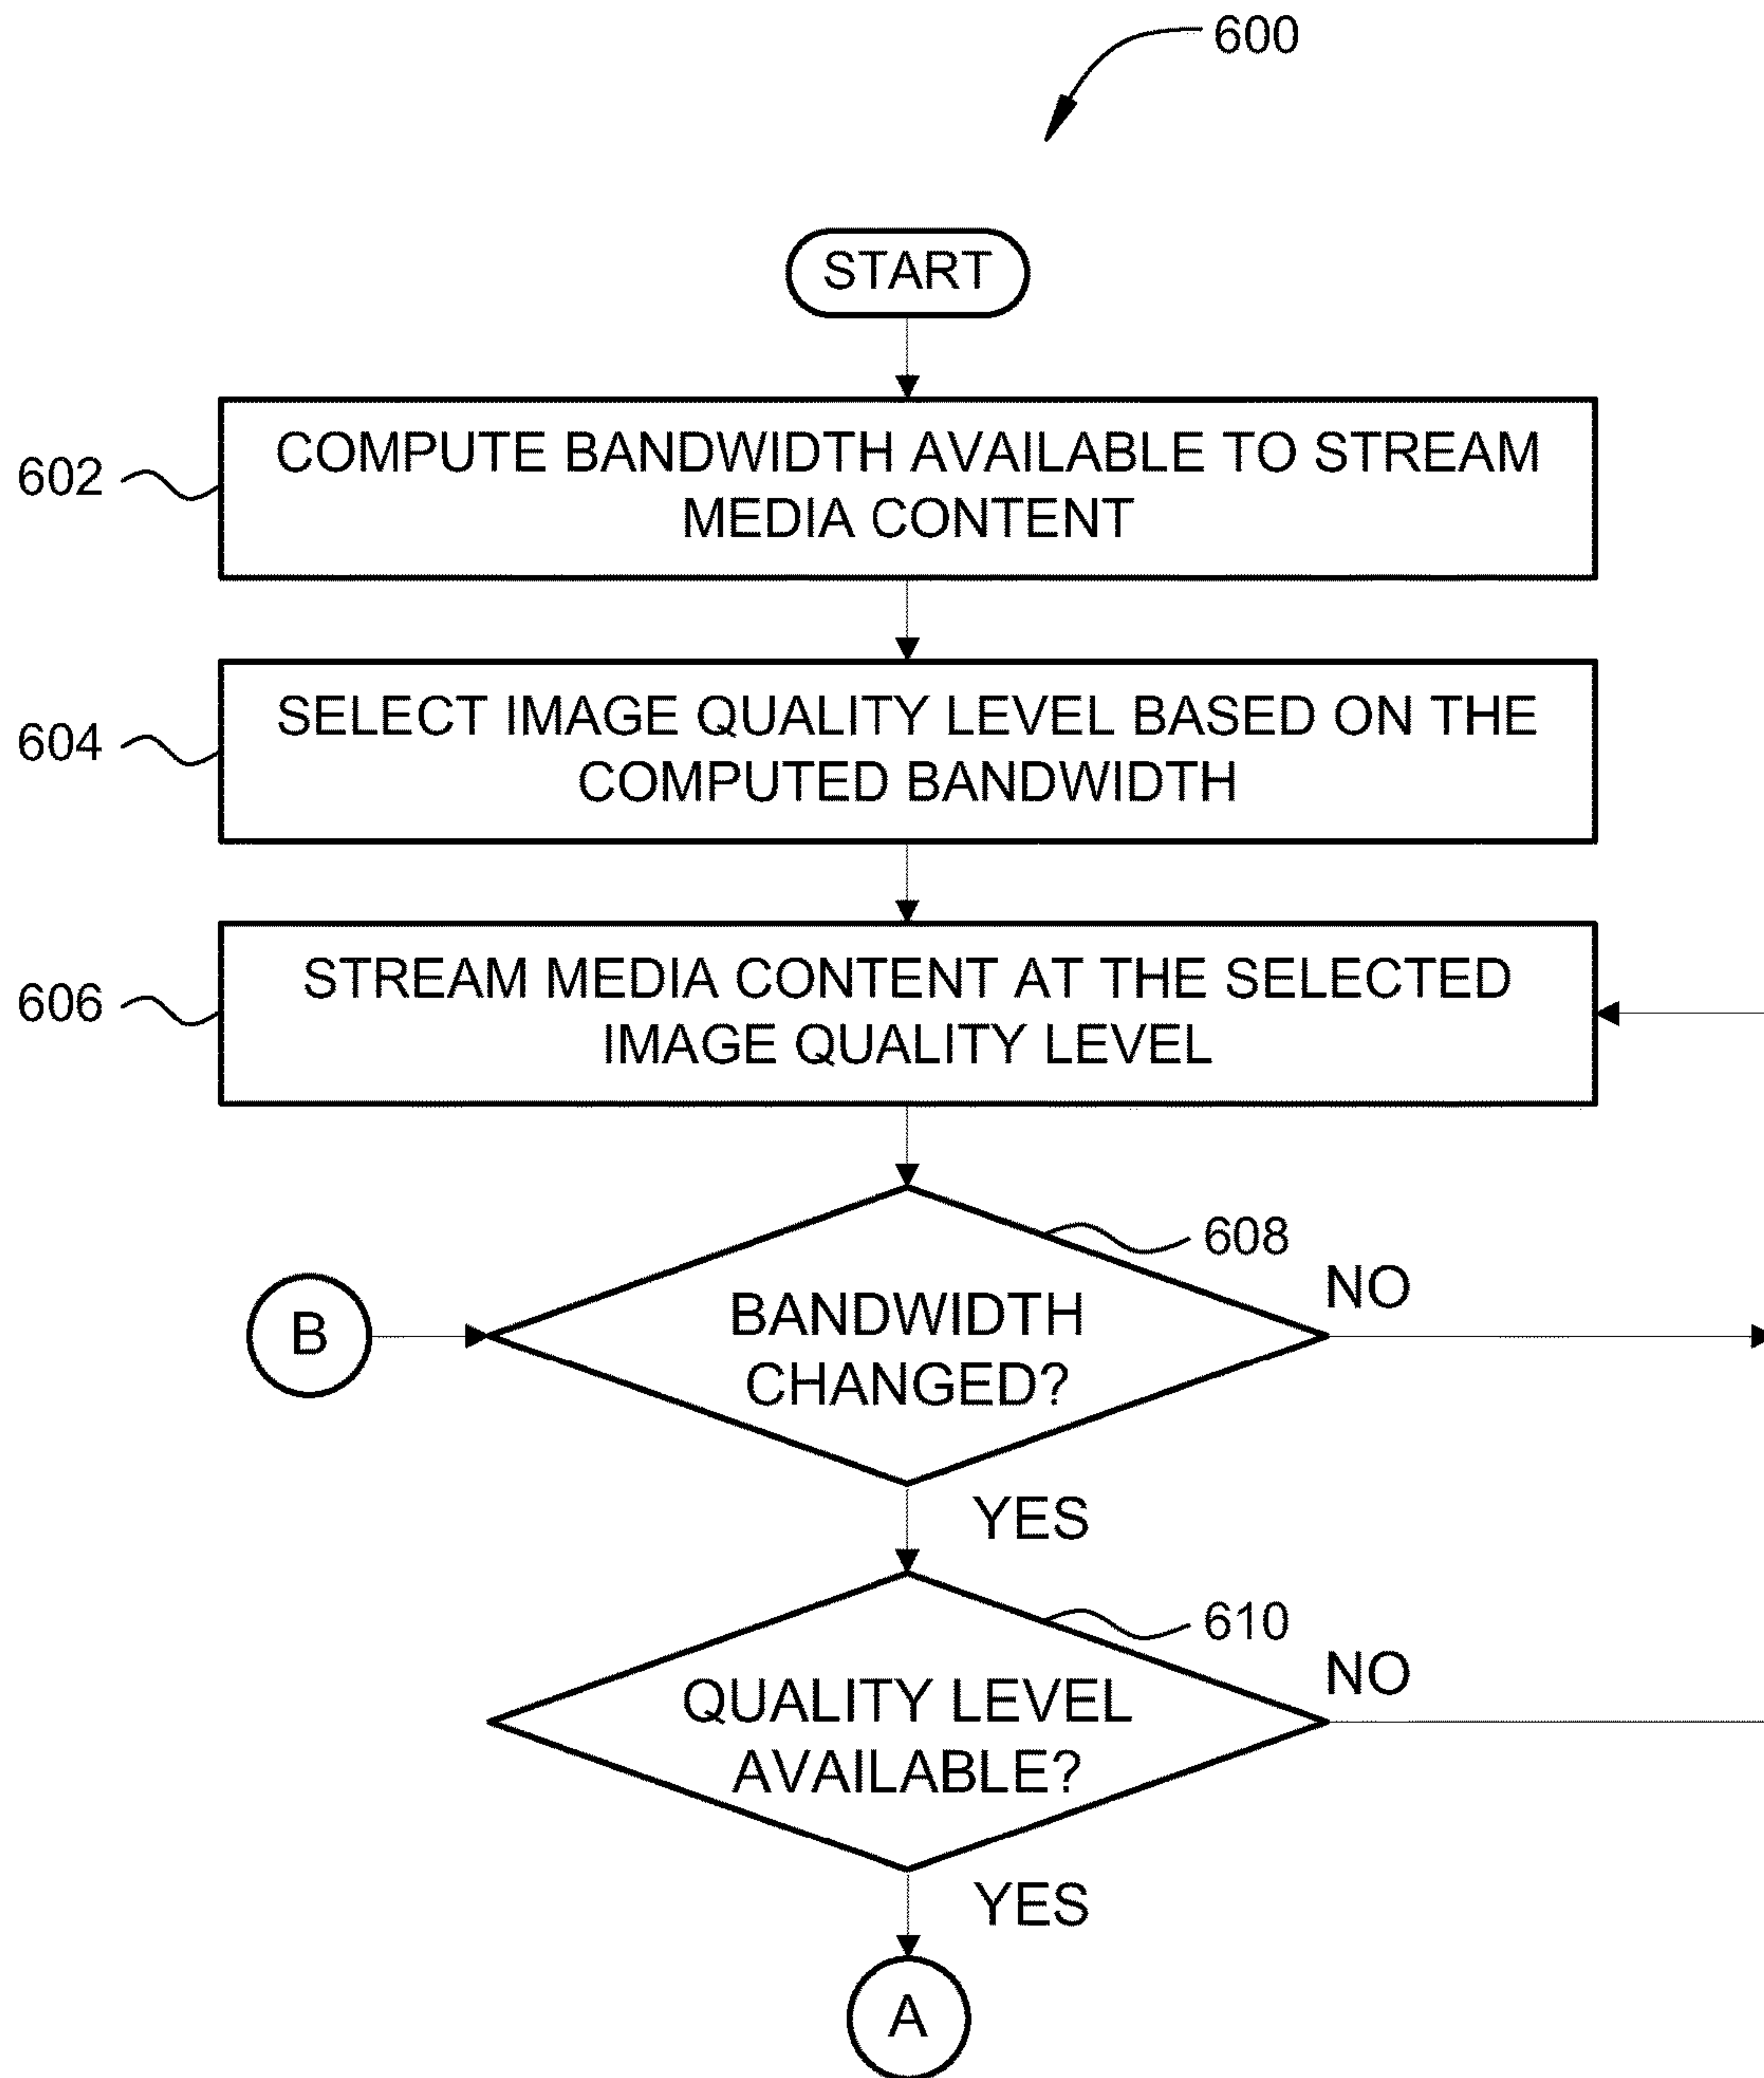 600
START
602
COMPUTE BANDWIDTH AVAILABLE TO STREAM
MEDIA CONTENT
604
SELECT IMAGE QUALITY LEVEL BASED ON THE
COMPUTED BANDWIDTH
606
STREAM MEDIA CONTENT AT THE SELECTED
IMAGE QUALITY LEVEL
608
B
BANDWIDTH
CHANGED?
NO
YES
610
QUALITY LEVEL
AVAILABLE?
NO
YES
A